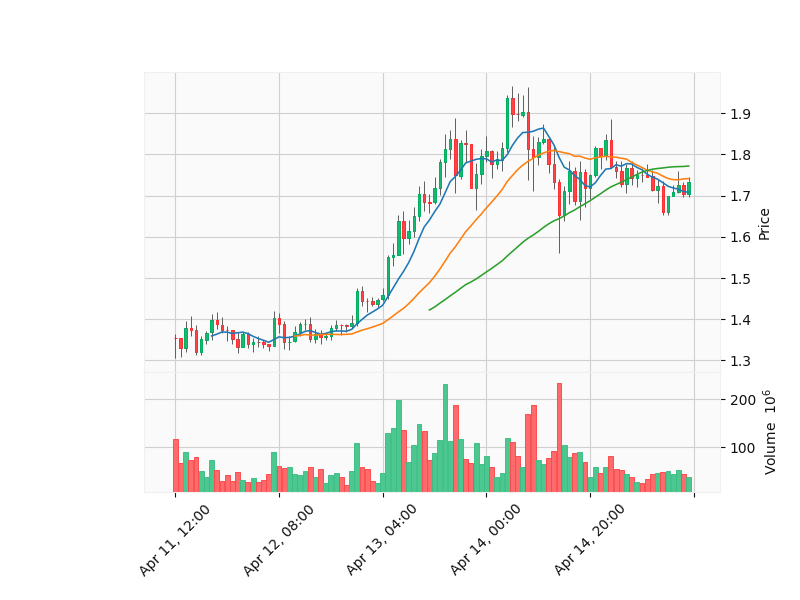 1.9
1.8
1.7
1.6
1.5
1.4
1.3
Price
200
100
Volume 10^6
Apr 11, 12:00
Apr 12, 08:00
Apr 13, 04:00
Apr 14, 00:00
Apr 14, 20:00